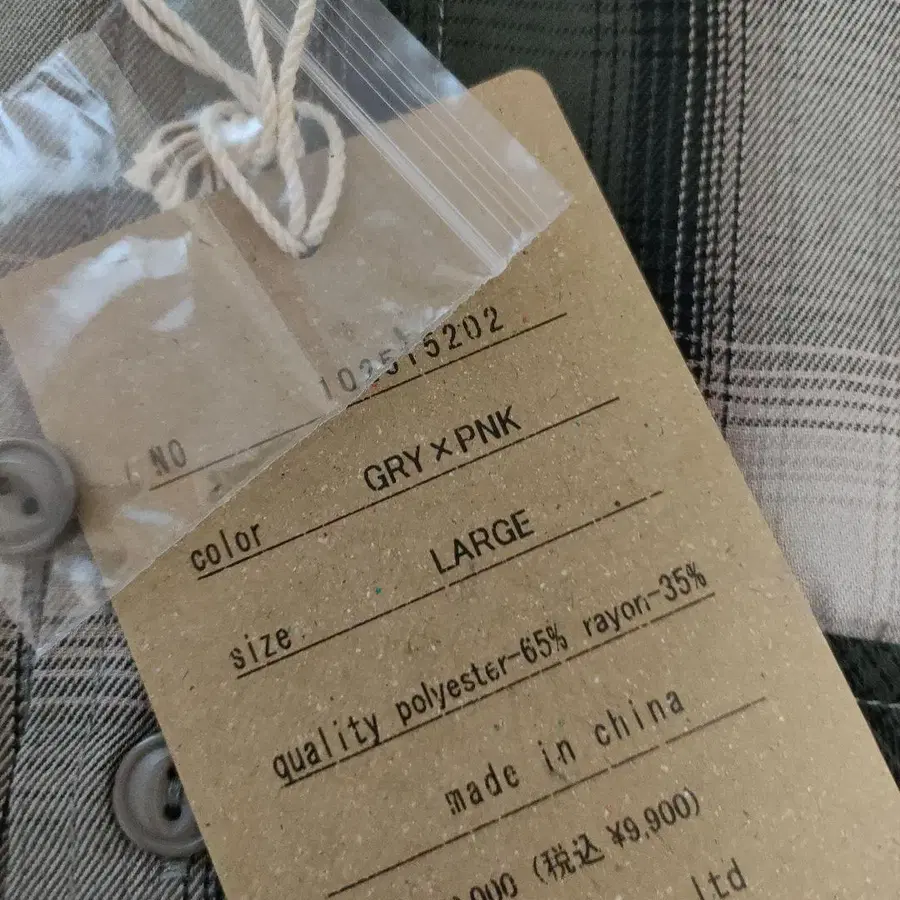 NO 102515202
color GRY×PNK
size LARGE
quality polyester-65% rayon-35%
made in china
,000 (税込 ¥9,900)
ltd